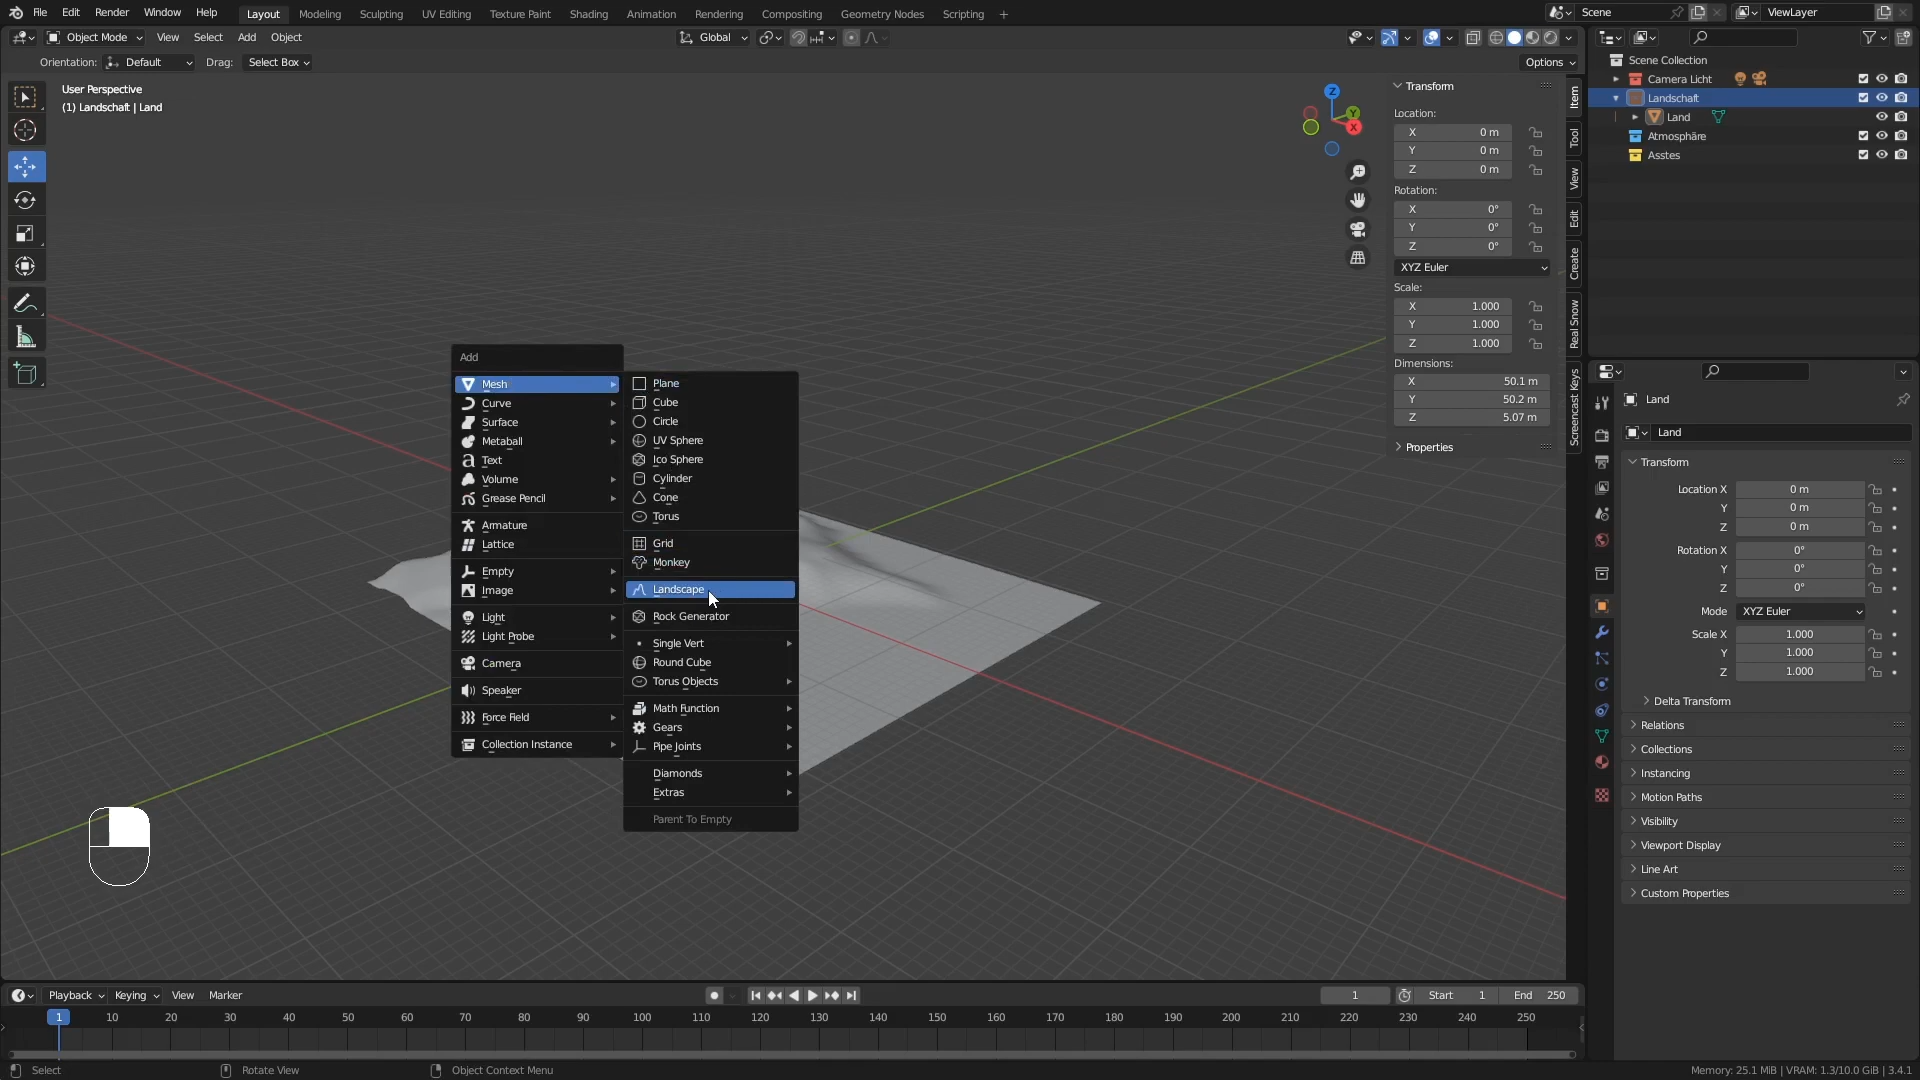 File Edit Render Window Help Layout Modeling Sculpting UV Editing Texture Paint Shading Animation Rendering Compositing Geometry Nodes Scripting + Scene ViewLayer
Object Mode View Select Add Object Global
Orientation: Default Drag: Select Box Options
User Perspective
(1) Landschaft | Land
Z
Y
X
Add
Mesh
Curve
Surface
Metaball
Text
Volume
Grease Pencil
Armature
Lattice
Empty
Image
Light
Light Probe
Camera
Speaker
Force Field
Collection Instance
Plane
Cube
Circle
UV Sphere
Ico Sphere
Cylinder
Cone
Torus
Grid
Monkey
Landscape
Rock Generator
Single Vert
Round Cube
Torus Objects
Math Function
Gears
Pipe Joints
Diamonds
Extras
Parent To Empty
Transform
Location:
X 0 m
Y 0 m
Z 0 m
Rotation:
X 0°
Y 0°
Z 0°
XYZ Euler
Scale:
X 1.000
Y 1.000
Z 1.000
Dimensions:
X 50.1 m
Y 50.2 m
Z 5.07 m
Properties
Item
Tool
View
Edit
Create
Real Snow
Screencast Keys
Scene Collection
Camera Licht
Landschaft
Land
Atmosphäre
Asstes
Land
Land
Transform
Location X 0 m
Y 0 m
Z 0 m
Rotation X 0°
Y 0°
Z 0°
Mode XYZ Euler
Scale X 1.000
Y 1.000
Z 1.000
Delta Transform
Relations
Collections
Instancing
Motion Paths
Visibility
Viewport Display
Line Art
Custom Properties
Playback Keying View Marker 1 Start 1 End 250
1 10 20 30 40 50 60 70 80 90 100 110 120 130 140 150 160 170 180 190 200 210 220 230 240 250
Select Rotate View Object Context Menu Memory: 25.1 MiB | VRAM: 1.3/10.0 GiB | 3.4.1